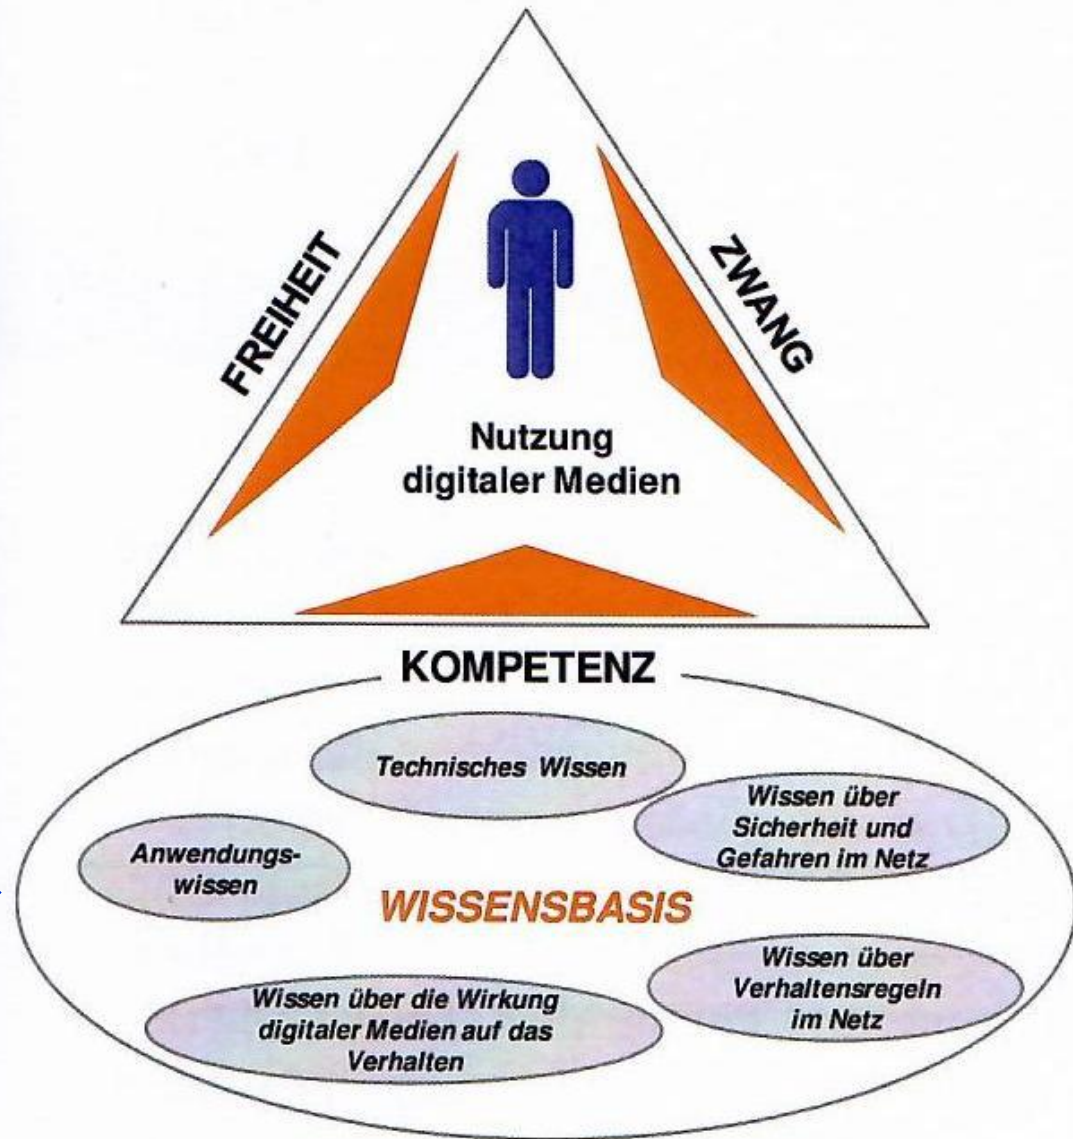 FREIHEIT
ZWANG
Nutzung
digitaler Medien
KOMPETENZ
Technisches Wissen
Wissen über
Sicherheit und
Gefahren im Netz
Anwendungs-
wissen
WISSENSBASIS
Wissen über
Verhaltensregeln
im Netz
Wissen über die Wirkung
digitaler Medien auf das
Verhalten